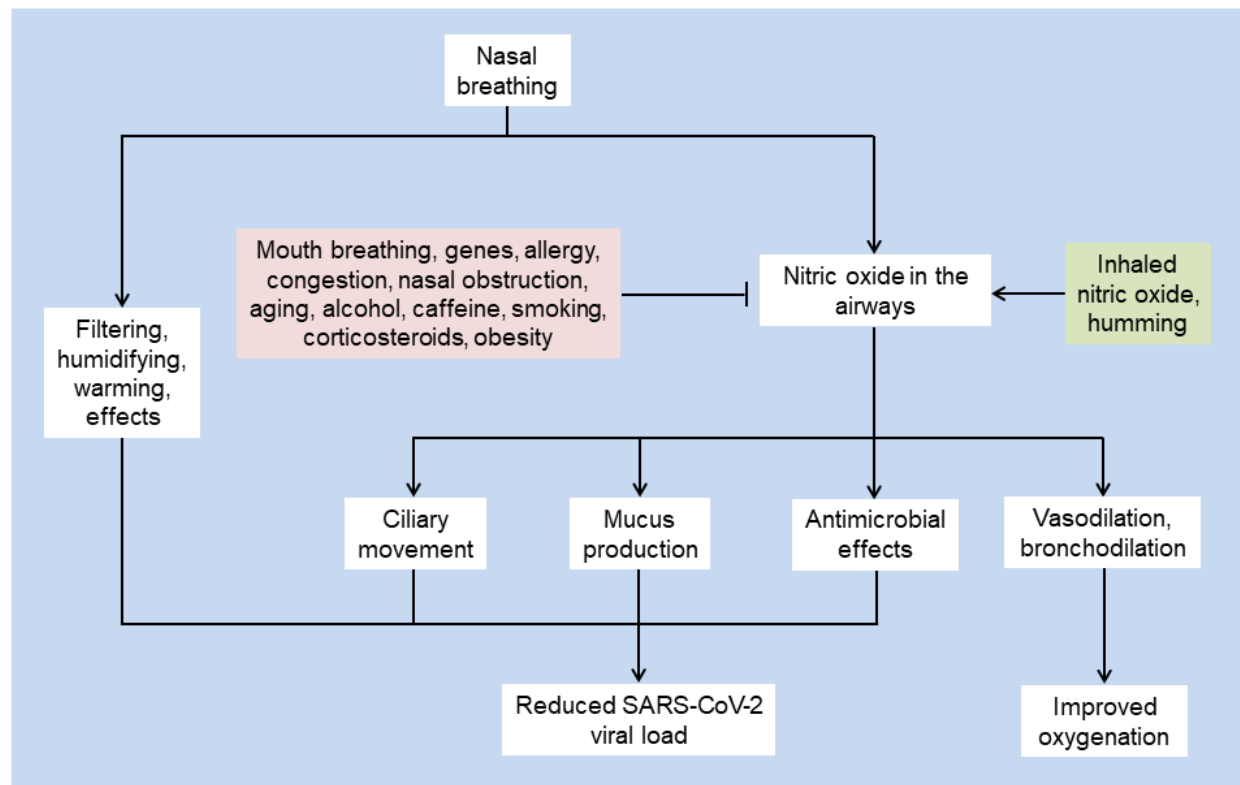 Nasal
breathing
Mouth breathing, genes, allergy,
congestion, nasal obstruction,
aging, alcohol, caffeine, smoking,
corticosteroids, obesity
Nitric oxide in the
airways
Inhaled
nitric oxide,
humming
Filtering,
humidifying,
warming,
effects
Ciliary
movement
Mucus
production
Antimicrobial
effects
Vasodilation,
bronchodilation
Reduced SARS-CoV-2
viral load
Improved
oxygenation